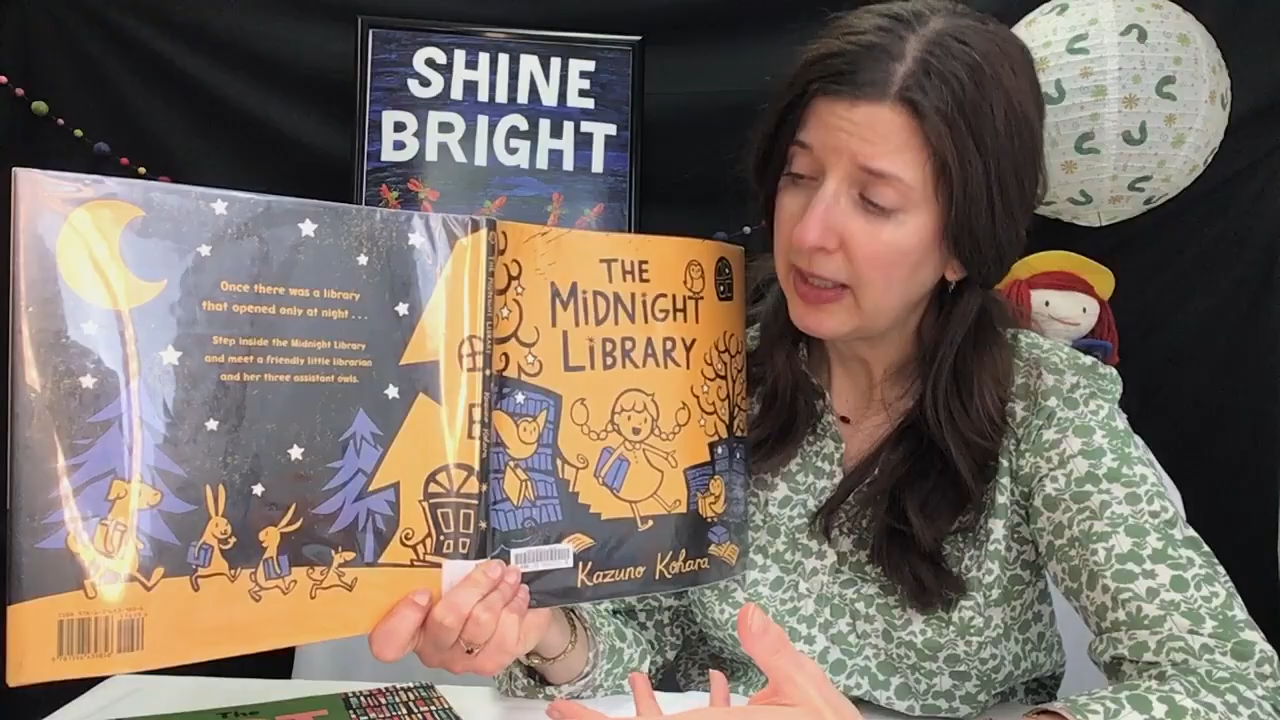 SHINE
BRIGHT
Once there was a library
that opened only at night...
Step inside the Midnight Library
and meet a friendly little librarian
and her three assistant owls.
THE
MIDNIGHT
LIBRARY
Kazuno Kohara
The